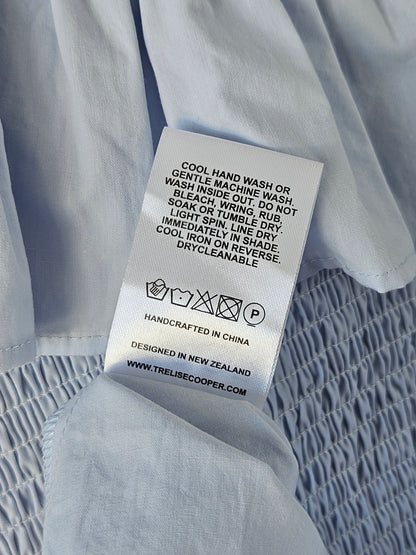 COOL HAND WASH OR
GENTLE MACHINE WASH.
WASH INSIDE OUT. DO NOT
BLEACH, WRING, RUB,
SOAK OR TUMBLE DRY.
LIGHT SPIN. LINE DRY
IMMEDIATELY IN SHADE.
COOL IRON ON REVERSE.
DRYCLEANABLE
P
HANDCRAFTED IN CHINA
DESIGNED IN NEW ZEALAND
WWW.TRELISECOOPER.COM